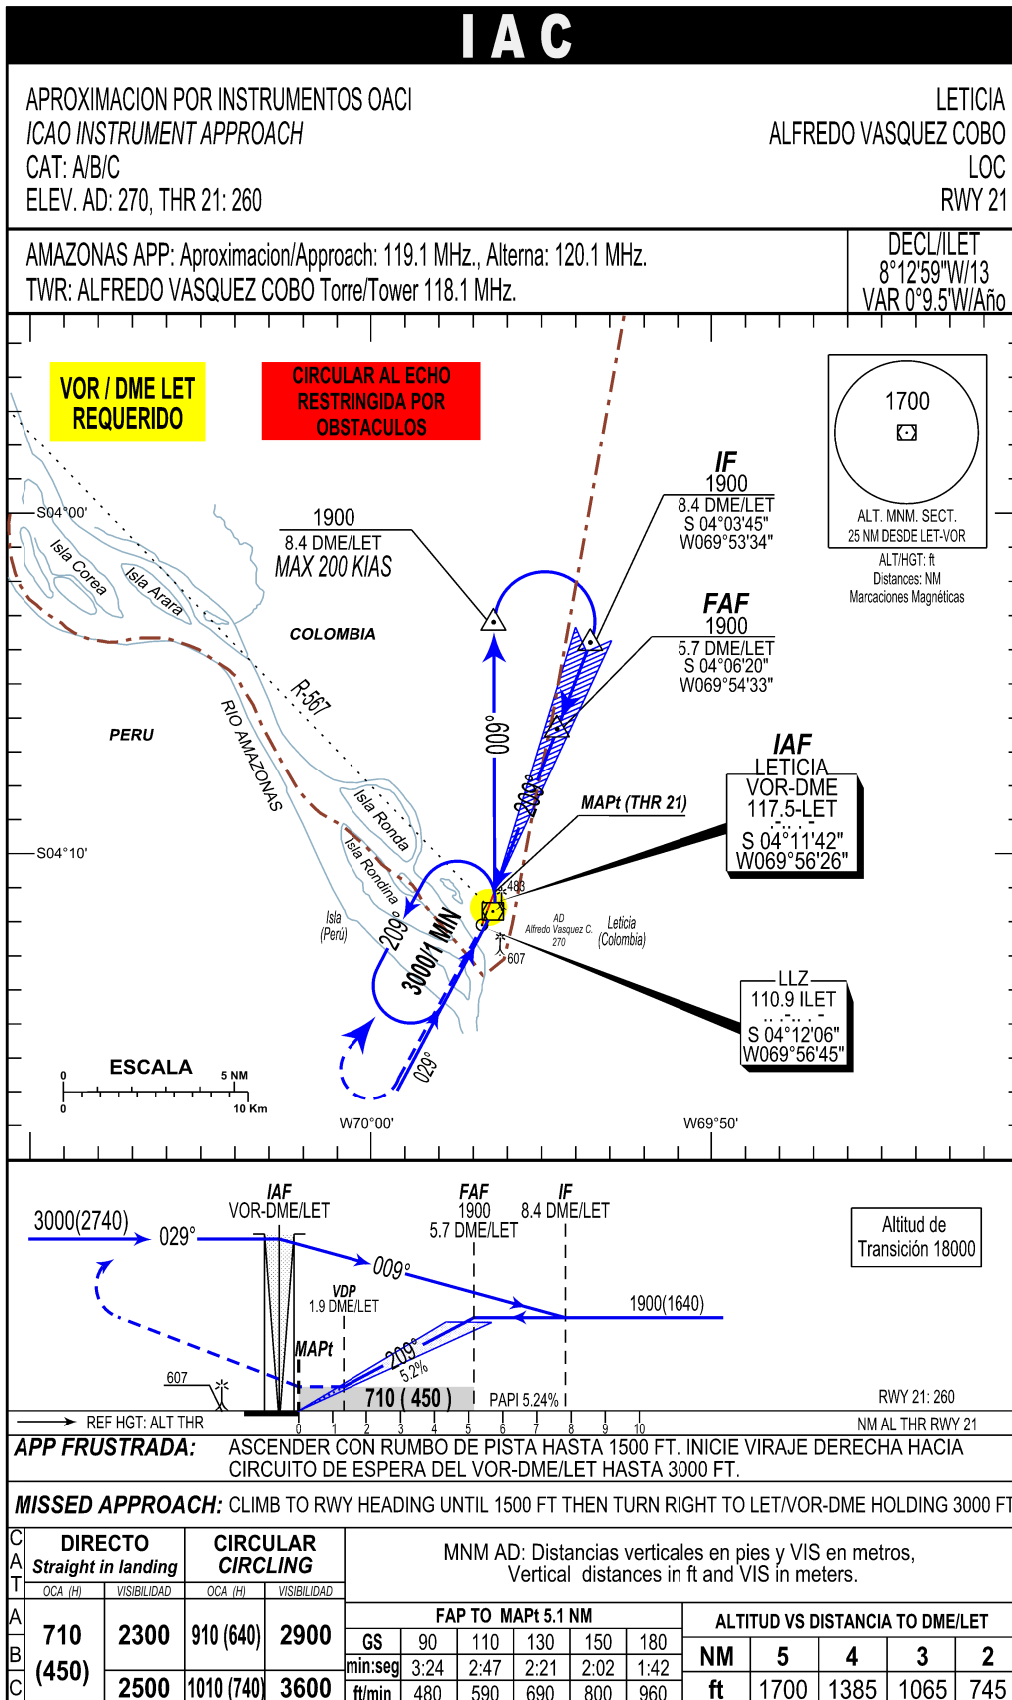 IAC
APROXIMACION POR INSTRUMENTOS OACI
ICAO INSTRUMENT APPROACH
CAT: A/B/C
ELEV. AD: 270, THR 21: 260
LETICIA
ALFREDO VASQUEZ COBO
LOC
RWY 21
AMAZONAS APP: Aproximacion/Approach: 119.1 MHz., Alterna: 120.1 MHz.
TWR: ALFREDO VASQUEZ COBO Torre/Tower 118.1 MHz.
DECL/ILET
8°12'59"W/13
VAR 0°9.5'W/Año
VOR / DME LET
REQUERIDO
CIRCULAR AL ECHO
RESTRINGIDA POR
OBSTACULOS
1700
ALT. MNM. SECT.
25 NM DESDE LET-VOR
ALT/HGT: ft
Distances: NM
Marcaciones Magnéticas
IF
1900
8.4 DME/LET
S 04°03'45"
W069°53'34"
1900
8.4 DME/LET
MAX 200 KIAS
FAF
1900
5.7 DME/LET
S 04°06'20"
W069°54'33"
S04°00'
Isla Corea
Isla Arara
COLOMBIA
R-567
PERU
RIO AMAZONAS
009°
209°
IAF
LETICIA
VOR-DME
117.5-LET
S 04°11'42"
W069°56'26"
MAPt (THR 21)
Isla Ronda
Isla Rondina
S04°10'
483
Isla
(Perú)
209°
3000/1 MIN
AD
Alfredo Vasquez C.
270
Leticia
(Colombia)
607
LLZ
110.9 ILET
S 04°12'06"
W069°56'45"
029°
ESCALA
0 5 NM
0 10 Km
W70°00'
W69°50'
IAF
VOR-DME/LET
FAF
1900
5.7 DME/LET
IF
8.4 DME/LET
3000(2740)
029°
009°
VDP
1.9 DME/LET
1900(1640)
Altitud de
Transición 18000
MAPt
209°
5.2%
607
710 ( 450 )
PAPI 5.24%
RWY 21: 260
REF HGT: ALT THR
0 1 2 3 4 5 6 7 8 9 10
NM AL THR RWY 21
APP FRUSTRADA: ASCENDER CON RUMBO DE PISTA HASTA 1500 FT. INICIE VIRAJE DERECHA HACIA
CIRCUITO DE ESPERA DEL VOR-DME/LET HASTA 3000 FT.
MISSED APPROACH: CLIMB TO RWY HEADING UNTIL 1500 FT THEN TURN RIGHT TO LET/VOR-DME HOLDING 3000 FT
CAT
DIRECTO
Straight in landing
CIRCULAR
CIRCLING
OCA (H) VISIBILIDAD OCA (H) VISIBILIDAD
MNM AD: Distancias verticales en pies y VIS en metros,
Vertical distances in ft and VIS in meters.
A
B
C
710
(450)
2300 910 (640) 2900
2500 1010 (740) 3600
FAP TO MAPt 5.1 NM
GS 90 110 130 150 180
min:seg 3:24 2:47 2:21 2:02 1:42
ft/min 480 590 690 800 960
ALTITUD VS DISTANCIA TO DME/LET
NM 5 4 3 2
ft 1700 1385 1065 745